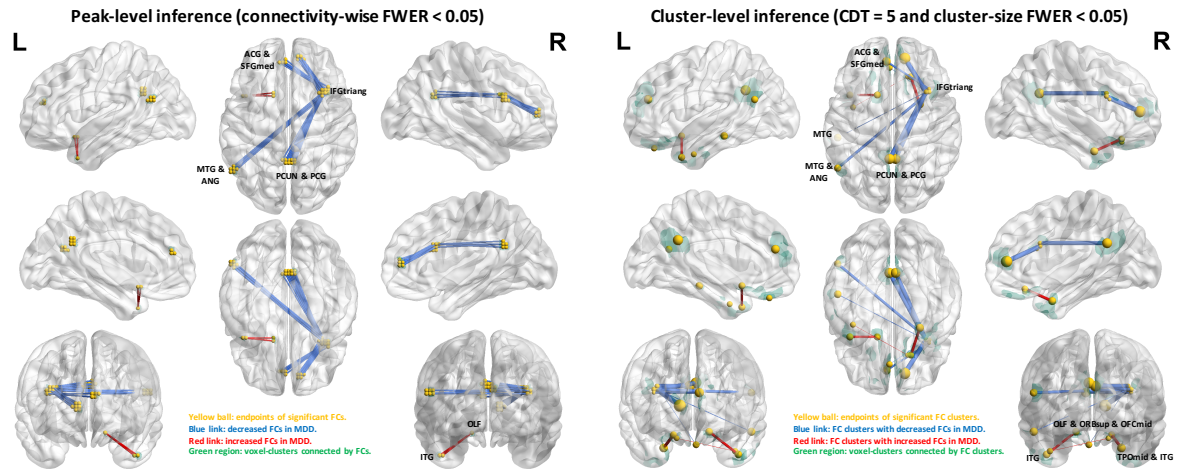 Peak-level inference (connectivity-wise FWER < 0.05)
L
R
ACG &
SFGmed
IFGtriang
MTG &
ANG
PCUN & PCG
Yellow ball: endpoints of significant FCs.
Blue link: decreased FCs in MDD.
Red link: increased FCs in MDD.
Green region: voxel-clusters connected by FCs.
OLF
ITG
Cluster-level inference (CDT = 5 and cluster-size FWER < 0.05)
L
R
ACG &
SFGmed
IFGtriang
MTG
MTG &
ANG
PCUN & PCG
Yellow ball: endpoints of significant FC clusters.
Blue link: FC clusters with decreased FCs in MDD.
Red link: FC clusters with increased FCs in MDD.
Green region: voxel-clusters connected by FC clusters.
OLF & ORBsup & OFCmid
ITG
TPOmid & ITG